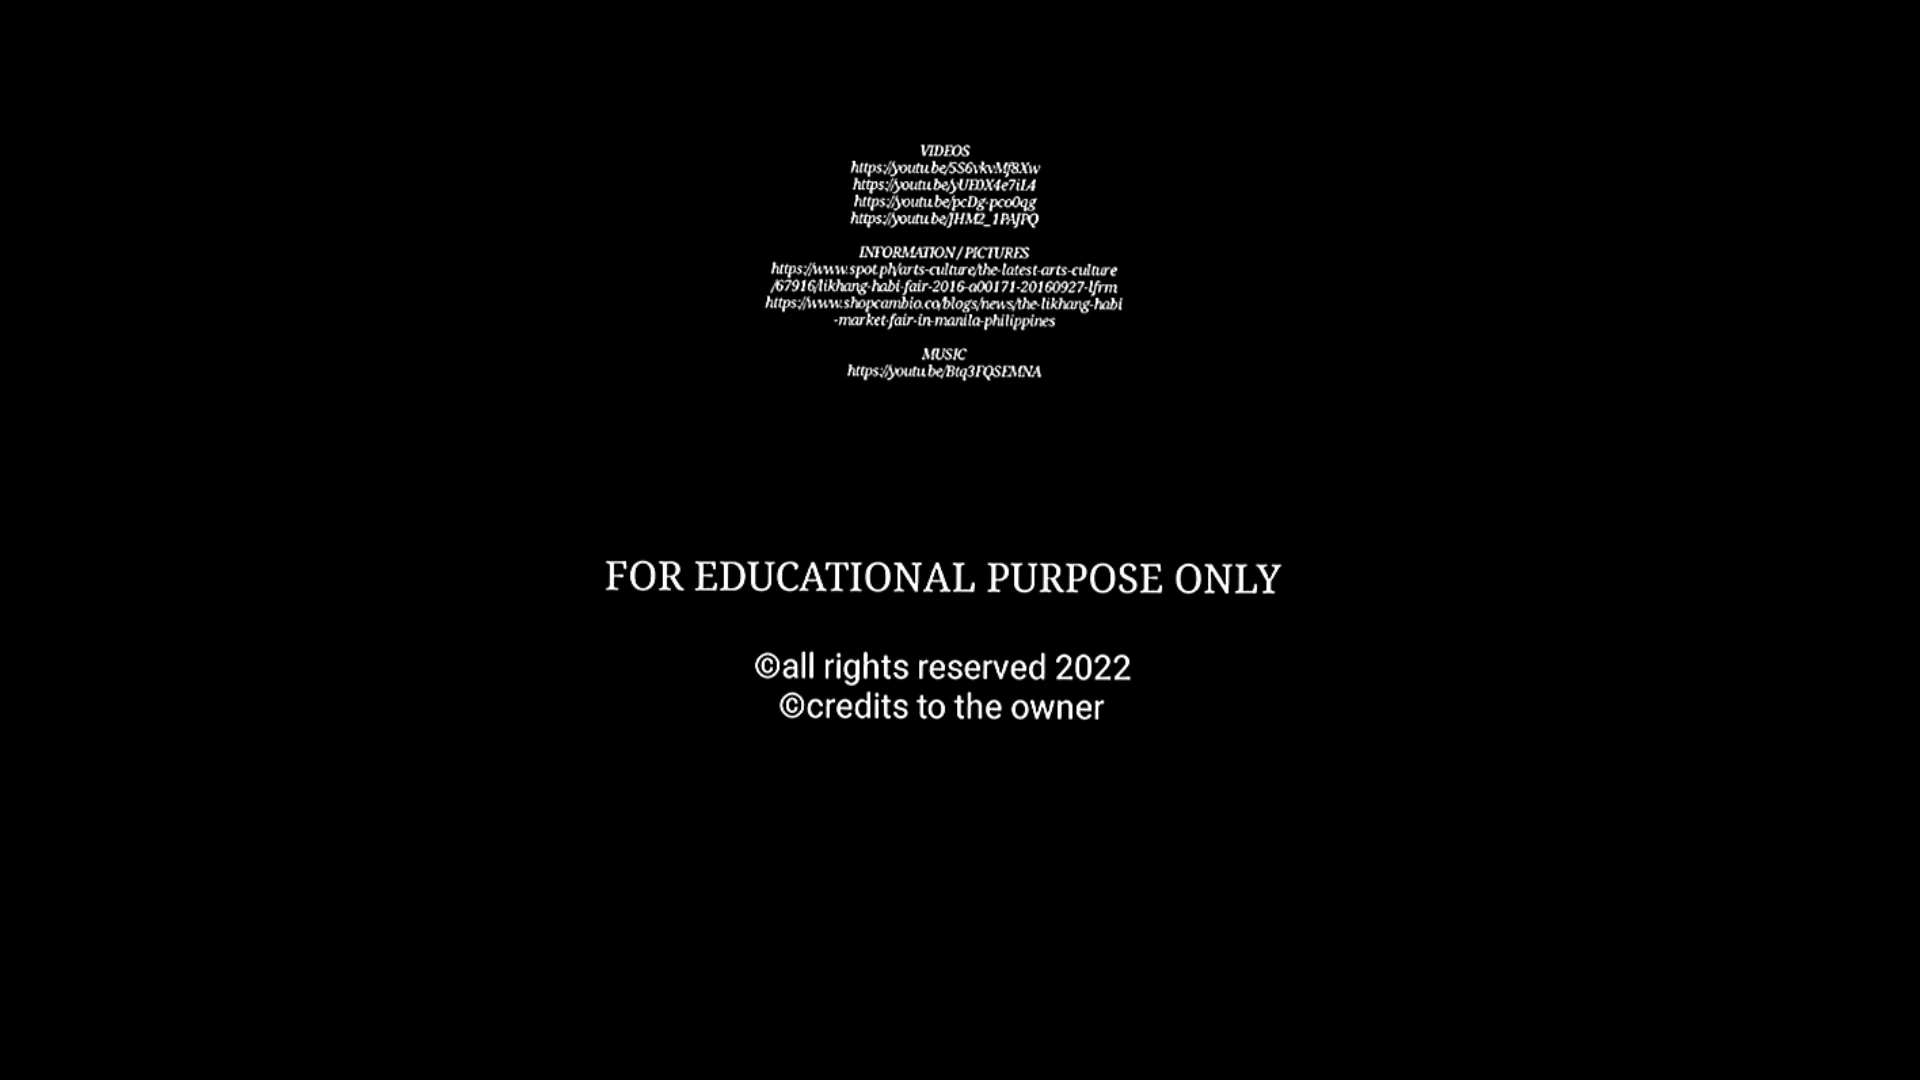 VIDEOS
https://youtu.be/5S6vkvMf8Xw
https://youtu.be/yUE0X4e7iL4
https://youtu.be/pcDg-pco0qg
https://youtu.be/JHM2_1PAJPQ
INFORMATION / PICTURES
https://www.spot.ph/arts-culture/the-latest-arts-culture
/67916/likhang-habi-fair-2016-a00171-20160927-lfrm
https://www.shopcambio.co/blogs/news/the-likhang-habi
-market-fair-in-manila-philippines
MUSIC
https://youtu.be/Btq3FQSEMNA
FOR EDUCATIONAL PURPOSE ONLY
©all rights reserved 2022
©credits to the owner